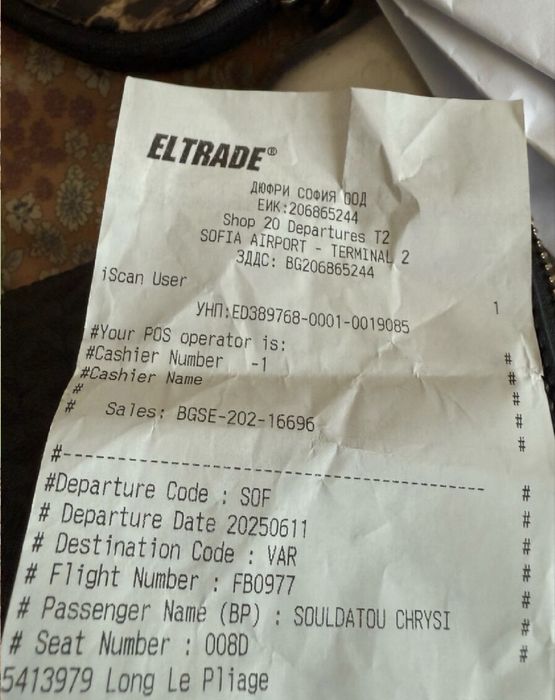 ELTRADE®
ДЮФРИ СОФИЯ ООД
ЕИК:206865244
Shop 20 Departures T2
SOFIA AIRPORT - TERMINAL 2
ЗДДС: BG206865244
iScan User
1
УНП:ED389768-0001-0019085
#Your POS operator is: #
#Cashier Number -1 #
#Cashier Name #
# #
# Sales: BGSE-202-16696 #
#--------------------------------------------
#Departure Code : SOF #
# Departure Date 20250611 #
# Destination Code : VAR #
# Flight Number : FB0977 #
# Passenger Name (BP) : SOULDATOU CHRYSI #
# Seat Number : 008D #
5413979 Long Le Pliage